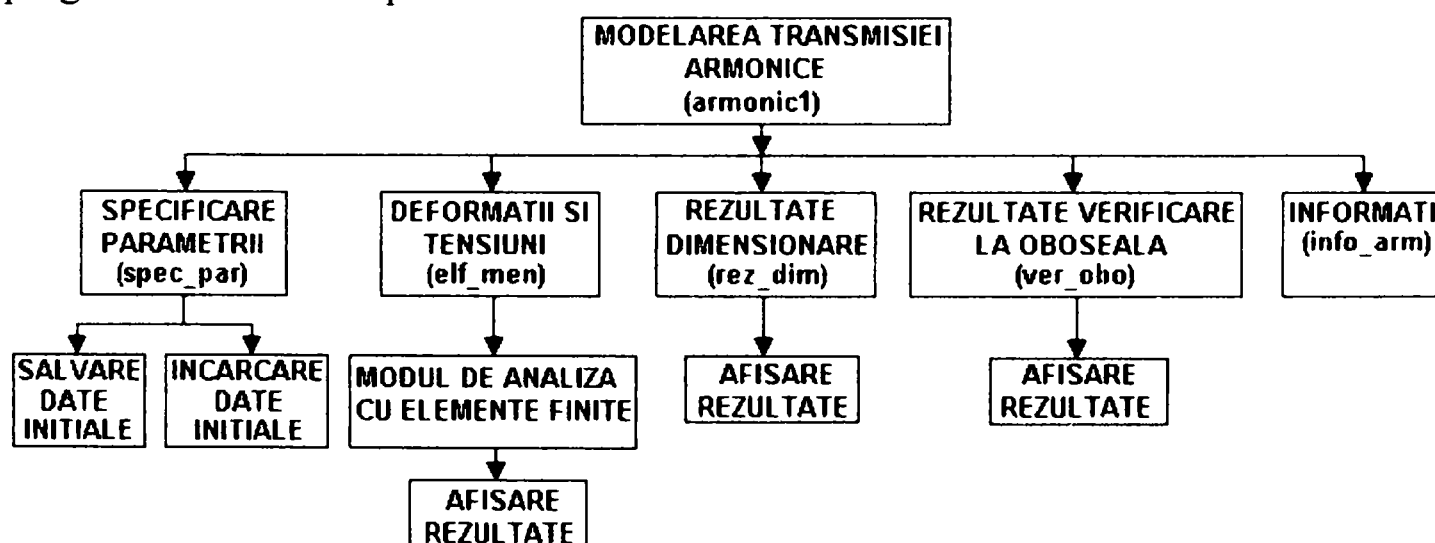 MODELAREA TRANSMISIEI
ARMONICE
(armonic1)
SPECIFICARE
PARAMETRII
(spec_par)
DEFORMATII SI
TENSIUNI
(elf_men)
REZULTATE
DIMENSIONARE
(rez_dim)
REZULTATE VERIFICARE
LA OBOSEALA
(ver_obo)
INFORMATI
(info_arm)
SALVARE
DATE
INITIALE
INCARCARE
DATE
INITIALE
MODUL DE ANALIZA
CU ELEMENTE FINITE
AFISARE
REZULTATE
AFISARE
REZULTATE
AFISARE
REZULTATE